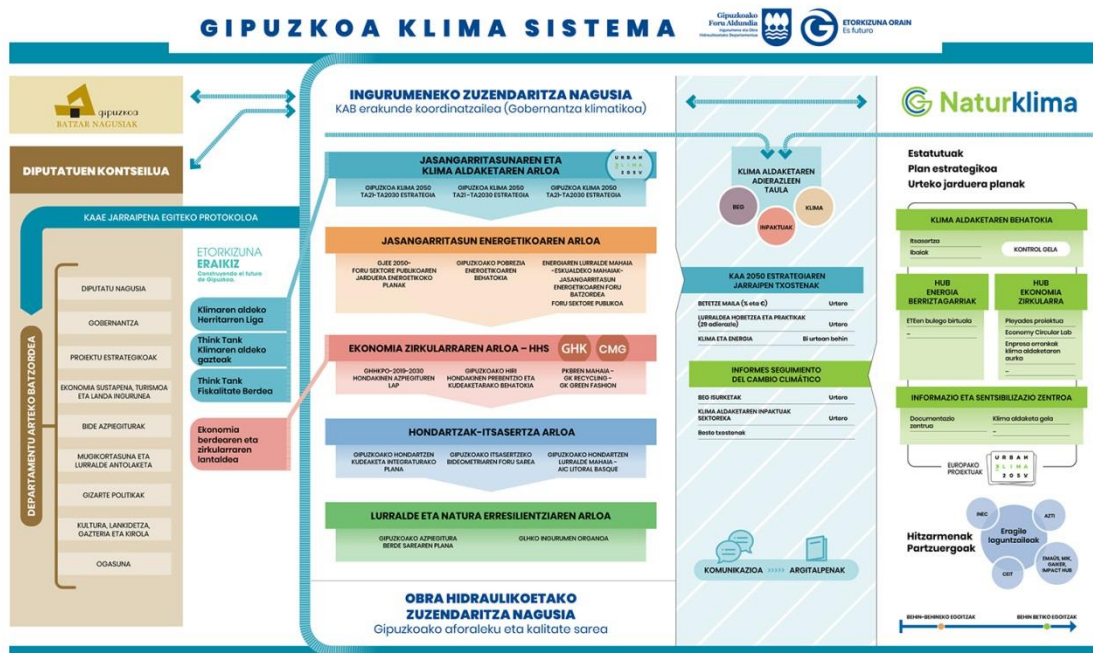 GIPUZKOA KLIMA SISTEMA
Gipuzkoako
Foru Aldundia
ETORKIZUNA ORAIN
Es futuro
gipuzkoa
BATZAR NAGUSIAK
DIPUTATUEN KONTSEILUA
KAAE JARRAIPENA EGITEKO PROTOKOLOA
DEPARTAMENTU ARTEKO BATZORDEA
DIPUTATU NAGUSIA
GOBERNANTZA
PROIEKTU ESTRATEGIKOAK
EKONOMIA SUSTAPENA, TURISMOA
ETA LANDA INGURUNEA
BIDE AZPIEGITURAK
MUGIKORTASUNA ETA
LURRALDE ANTOLAKETA
GIZARTE POLITIKAK
KULTURA, LANKIDETZA,
GAZTERIA ETA KIROLA
OGASUNA
ETORKIZUNA
ERAIKIZ
Construyendo el futuro
de Gipuzkoa.
Klimaren aldeko
Herritarren Liga
Think Tank
Klimaren aldeko
gazteak
Think Tank
Fiskalitate Berdea
Ekonomia
berdearen eta
zirkularraren
lantaldea
INGURUMENEKO ZUZENDARITZA NAGUSIA
KAB erakunde koordinatzailea (Gobernantza klimatikoa)
JASANGARRITASUNAREN ETA
KLIMA ALDAKETAREN ARLOA
URBAN
KLIMA
2050
GIPUZKOA KLIMA 2050
TA21-TA2030 ESTRATEGIA
GIPUZKOA KLIMA 2050
TA21-TA2030 ESTRATEGIA
GIPUZKOA KLIMA 2050
TA21-TA2030 ESTRATEGIA
JASANGARRITASUN ENERGETIKOAREN ARLOA
GJEE 2050-
FORU SEKTORE PUBLIKOAREN
JARDUERA ENERGETIKOKO
PLANAK
GIPUZKOAKO POBREZIA
ENERGETIKOAREN
BEHATOKIA
ENERGIAREN LURRALDE MAHAIA
-ESKUALDEKO MAHAIAK-
JASANGARRITASUN
ENERGETIKOAREN FORU
BATZORDEA
FORU SEKTORE PUBLIKOA
EKONOMIA ZIRKULARRAREN ARLOA – HHS
GHK
CMG
GHHKPO-2019-2030
HONDAKINEN AZPIEGITUREN
LAP
GIPUZKOAKO HIRI
HONDAKINEN PREBENTZIO ETA
KUDEAKETARAKO BEHATOKIA
PKBREN MAHAIA -
GK RECYCLING -
GK GREEN FASHION
HONDARTZAK-ITSASERTZA ARLOA
GIPUZKOAKO HONDARTZEN
KUDEAKETA INTEGRATURAKO
PLANA
GIPUZKOAKO ITSASERTZEKO
BIDEOMETRIAREN FORU SAREA
GIPUZKOAKO HONDARTZEN
LURRALDE MAHAIA -
AIC LITORAL BASQUE
LURRALDE ETA NATURA ERRESILIENTZIAREN ARLOA
GIPUZKOAKO AZPIEGITURA
BERDE SAREAREN PLANA
GLHKO INGURUMEN ORGANOA
OBRA HIDRAULIKOETAKO
ZUZENDARITZA NAGUSIA
Gipuzkoako aforaleku eta kalitate sarea
KLIMA ALDAKETAREN
ADIERAZLEEN
TAULA
BEG
KLIMA
INPAKTUAK
KAA 2050 ESTRATEGIAREN
JARRAIPEN TXOSTENAK
BETETZE MAILA (% eta €) Urtero
LURRALDEA HOBETZEA ETA PRAKTIKAK
(29 adierazle) Urtero
KLIMA ETA ENERGIA Bi urtean behin
INFORMES SEGUIMIENTO
DEL CAMBIO CLIMÁTICO
BEG ISURKETAK Urtero
KLIMA ALDAKETAREN INPAKTUAK
SEKTOREKA Urtero
Beste txostenak
KOMUNIKAZIOA >>>>> ARGITALPENAK
Naturklima
Estatutuak
Plan estrategikoa
Urteko jarduera planak
KLIMA ALDAKETAREN BEHATOKIA
Itsasertza
Ibaiak
KONTROL GELA
HUB
ENERGIA
BERRIZTAGARRIAK
ETEen bulego birtuala
–
HUB
EKONOMIA
ZIRKULARRA
Pleyades proiektua
Economy Circular Lab
Enpresa erronkak
klima aldaketaren
aurka
–
INFORMAZIO ETA SENTSIBILIZAZIO ZENTROA
Documentazio
zentrua
Klima aldaketa gela
–
EUROPAKO
PROIEKTUAK
URBAN
KLIMA
2050
Hitzarmenak
Partzuergoak
INEC
AZTI
Eragile
laguntzaileak
CEIT
EMAÚS, NIK,
GAIKER,
IMPACT HUB
BEHIN-BEHINEKO EGOITZAK
BEHIN BETIKO EGOITZAK